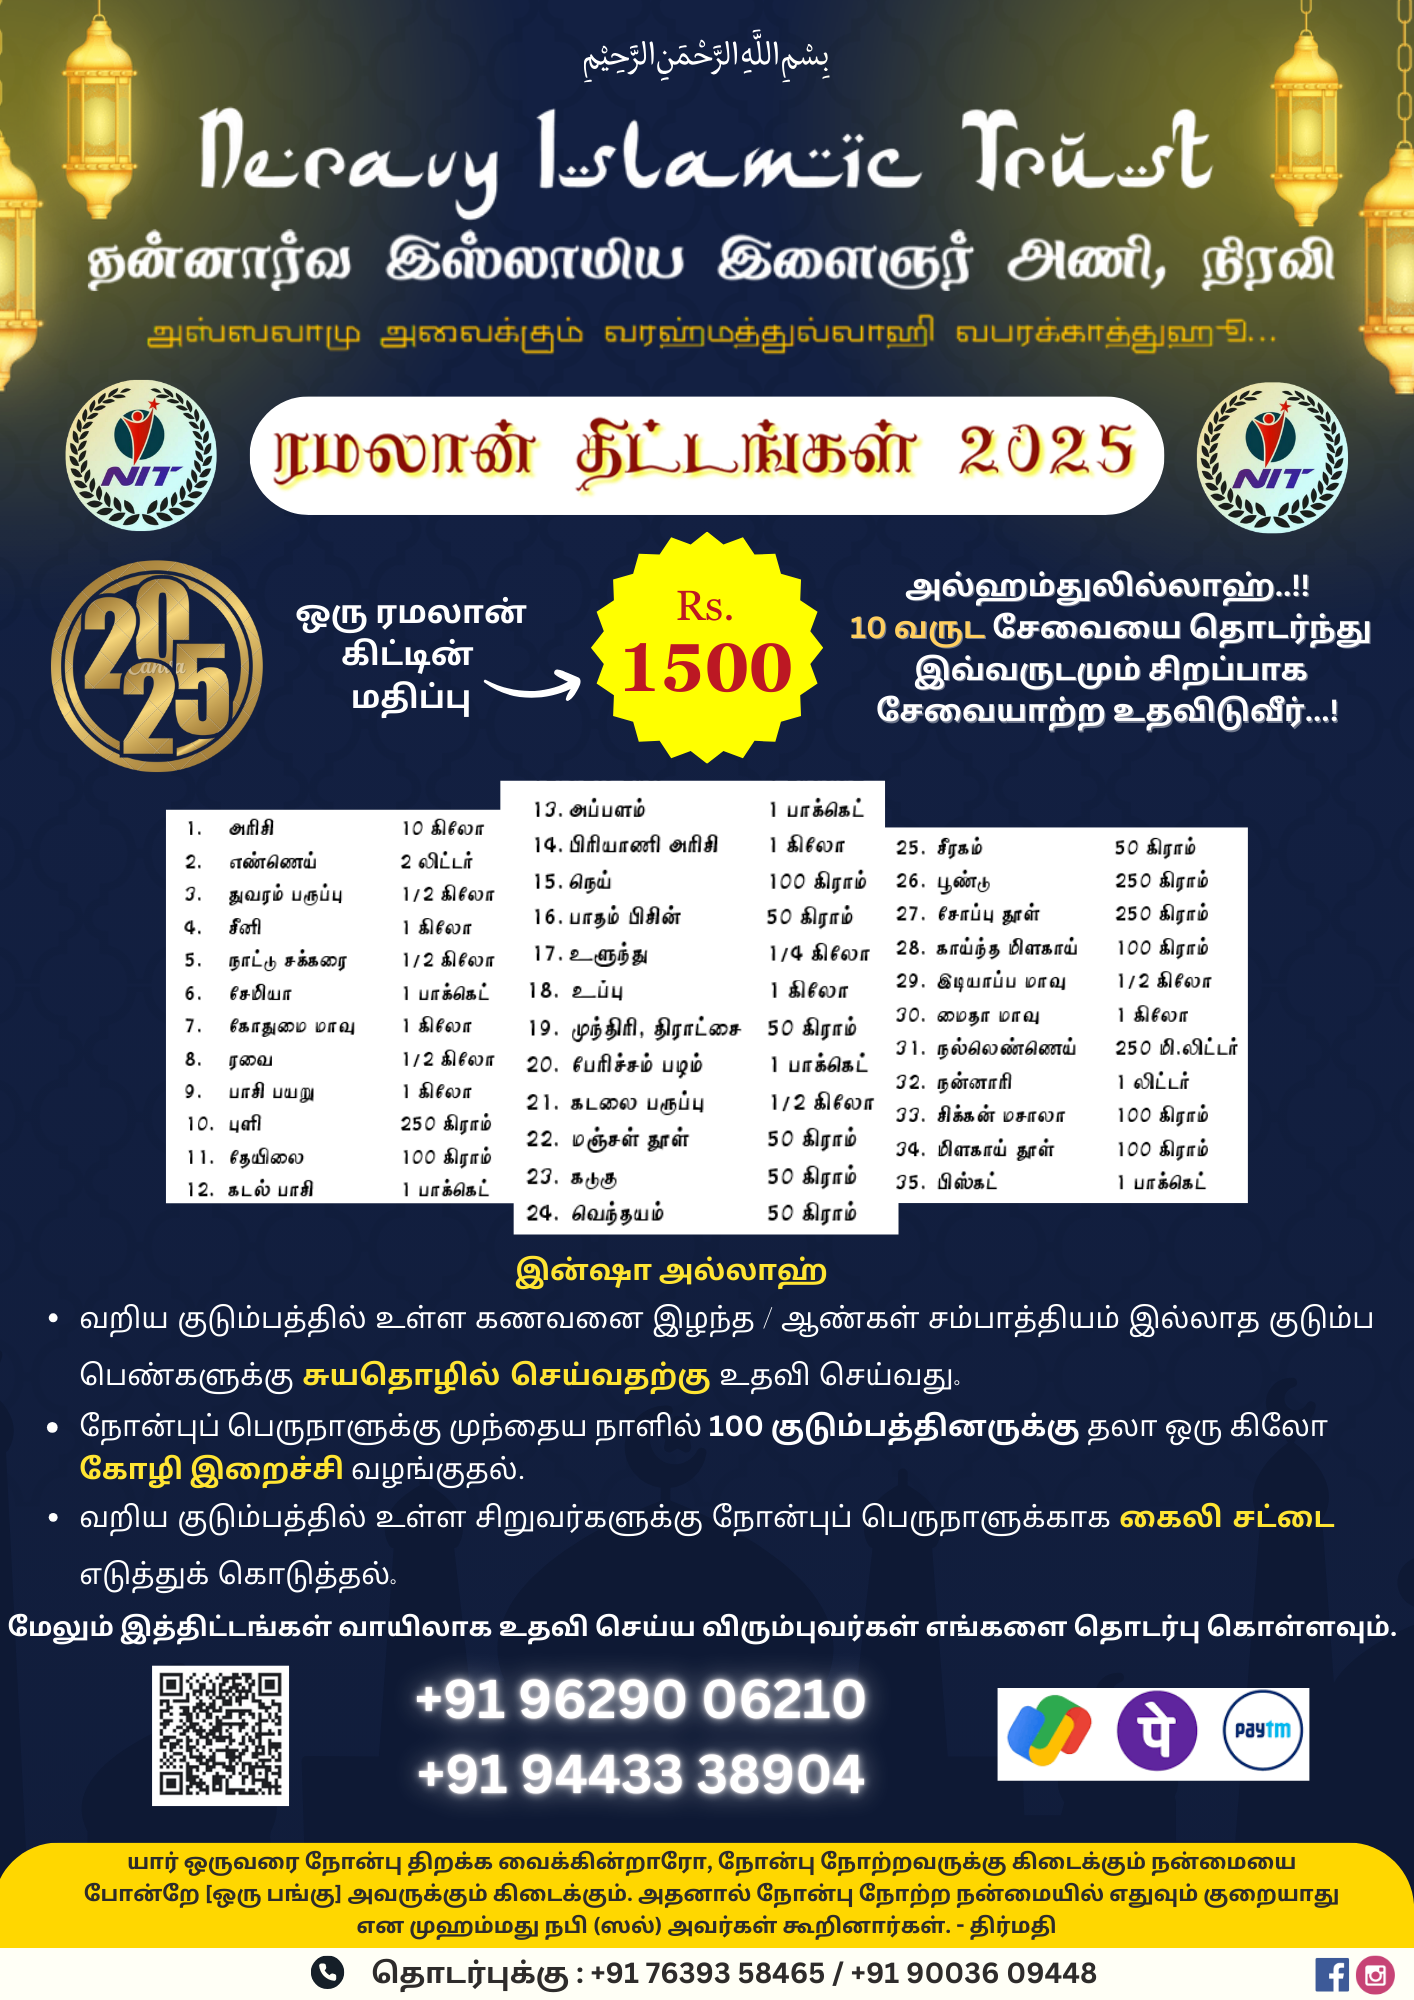 بِسْمِ اللَّهِ الرَّحْمَنِ الرَّحِيْمِ
Neravy Islamic Trust
தன்னார்வ இஸ்லாமிய இளைஞர் அணி, நிரவி
அஸ்ஸலாமு அலைக்கும் வரஹ்மத்துல்லாஹி வபரக்காத்துஹூ...
NIT
ரமலான் திட்டங்கள் 2025
NIT
2025
ஒரு ரமலான்
கிட்டின்
மதிப்பு
Rs.
1500
அல்ஹம்துலில்லாஹ்..!!
10 வருட சேவையை தொடர்ந்து
இவ்வருடமும் சிறப்பாக
சேவையாற்ற உதவிடுவீர்...!
1. அரிசி 10 கிலோ
2. எண்ணெய் 2 லிட்டர்
3. துவரம் பருப்பு 1/2 கிலோ
4. சீனி 1 கிலோ
5. நாட்டு சக்கரை 1/2 கிலோ
6. சேமியா 1 பாக்கெட்
7. கோதுமை மாவு 1 கிலோ
8. ரவை 1/2 கிலோ
9. பாசி பயறு 1 கிலோ
10. புளி 250 கிராம்
11. தேயிலை 100 கிராம்
12. கடல் பாசி 1 பாக்கெட்
13. அப்பளம் 1 பாக்கெட்
14. பிரியாணி அரிசி 1 கிலோ
15. நெய் 100 கிராம்
16. பாதம் பிசின் 50 கிராம்
17. உளுந்து 1/4 கிலோ
18. உப்பு 1 கிலோ
19. முந்திரி, திராட்சை 50 கிராம்
20. பேரிச்சம் பழம் 1 பாக்கெட்
21. கடலை பருப்பு 1/2 கிலோ
22. மஞ்சள் தூள் 50 கிராம்
23. கடுகு 50 கிராம்
24. வெந்தயம் 50 கிராம்
25. சீரகம் 50 கிராம்
26. பூண்டு 250 கிராம்
27. சோப்பு தூள் 250 கிராம்
28. காய்ந்த மிளகாய் 100 கிராம்
29. இடியாப்ப மாவு 1/2 கிலோ
30. மைதா மாவு 1 கிலோ
31. நல்லெண்ணெய் 250 மி.லிட்டர்
32. நன்னாரி 1 லிட்டர்
33. சிக்கன் மசாலா 100 கிராம்
34. மிளகாய் தூள் 100 கிராம்
35. பிஸ்கட் 1 பாக்கெட்
இன்ஷா அல்லாஹ்
• வறிய குடும்பத்தில் உள்ள கணவனை இழந்த / ஆண்கள் சம்பாத்தியம் இல்லாத குடும்ப
பெண்களுக்கு சுயதொழில் செய்வதற்கு உதவி செய்வது.
• நோன்புப் பெருநாளுக்கு முந்தைய நாளில் 100 குடும்பத்தினருக்கு தலா ஒரு கிலோ
கோழி இறைச்சி வழங்குதல்.
• வறிய குடும்பத்தில் உள்ள சிறுவர்களுக்கு நோன்புப் பெருநாளுக்காக கைலி சட்டை
எடுத்துக் கொடுத்தல்.
மேலும் இத்திட்டங்கள் வாயிலாக உதவி செய்ய விரும்புவர்கள் எங்களை தொடர்பு கொள்ளவும்.
+91 96290 06210
+91 94433 38904
पे
paytm
யார் ஒருவரை நோன்பு திறக்க வைக்கின்றாரோ, நோன்பு நோற்றவருக்கு கிடைக்கும் நன்மையை
போன்றே [ஒரு பங்கு] அவருக்கும் கிடைக்கும். அதனால் நோன்பு நோற்ற நன்மையில் எதுவும் குறையாது
என முஹம்மது நபி (ஸல்) அவர்கள் கூறினார்கள். - திர்மதி
தொடர்புக்கு : +91 76393 58465 / +91 90036 09448